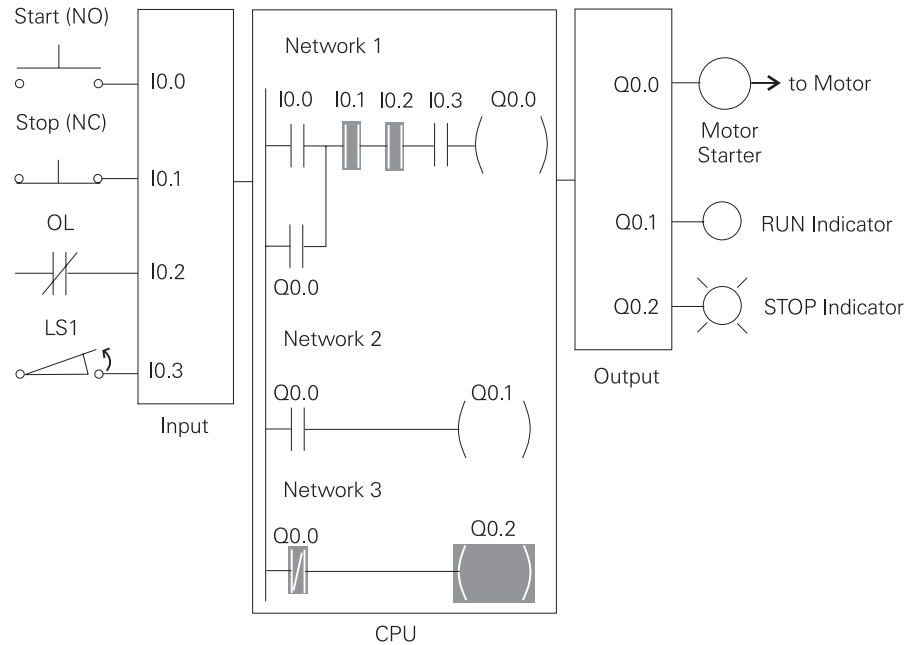 Start (NO)
I0.0
Stop (NC)
I0.1
OL
I0.2
LS1
I0.3
Input
Network 1
I0.0 I0.1 I0.2 I0.3 Q0.0
Q0.0
Network 2
Q0.0 Q0.1
Network 3
Q0.0 Q0.2
CPU
Q0.0 to Motor
Motor
Starter
Q0.1 RUN Indicator
Q0.2 STOP Indicator
Output